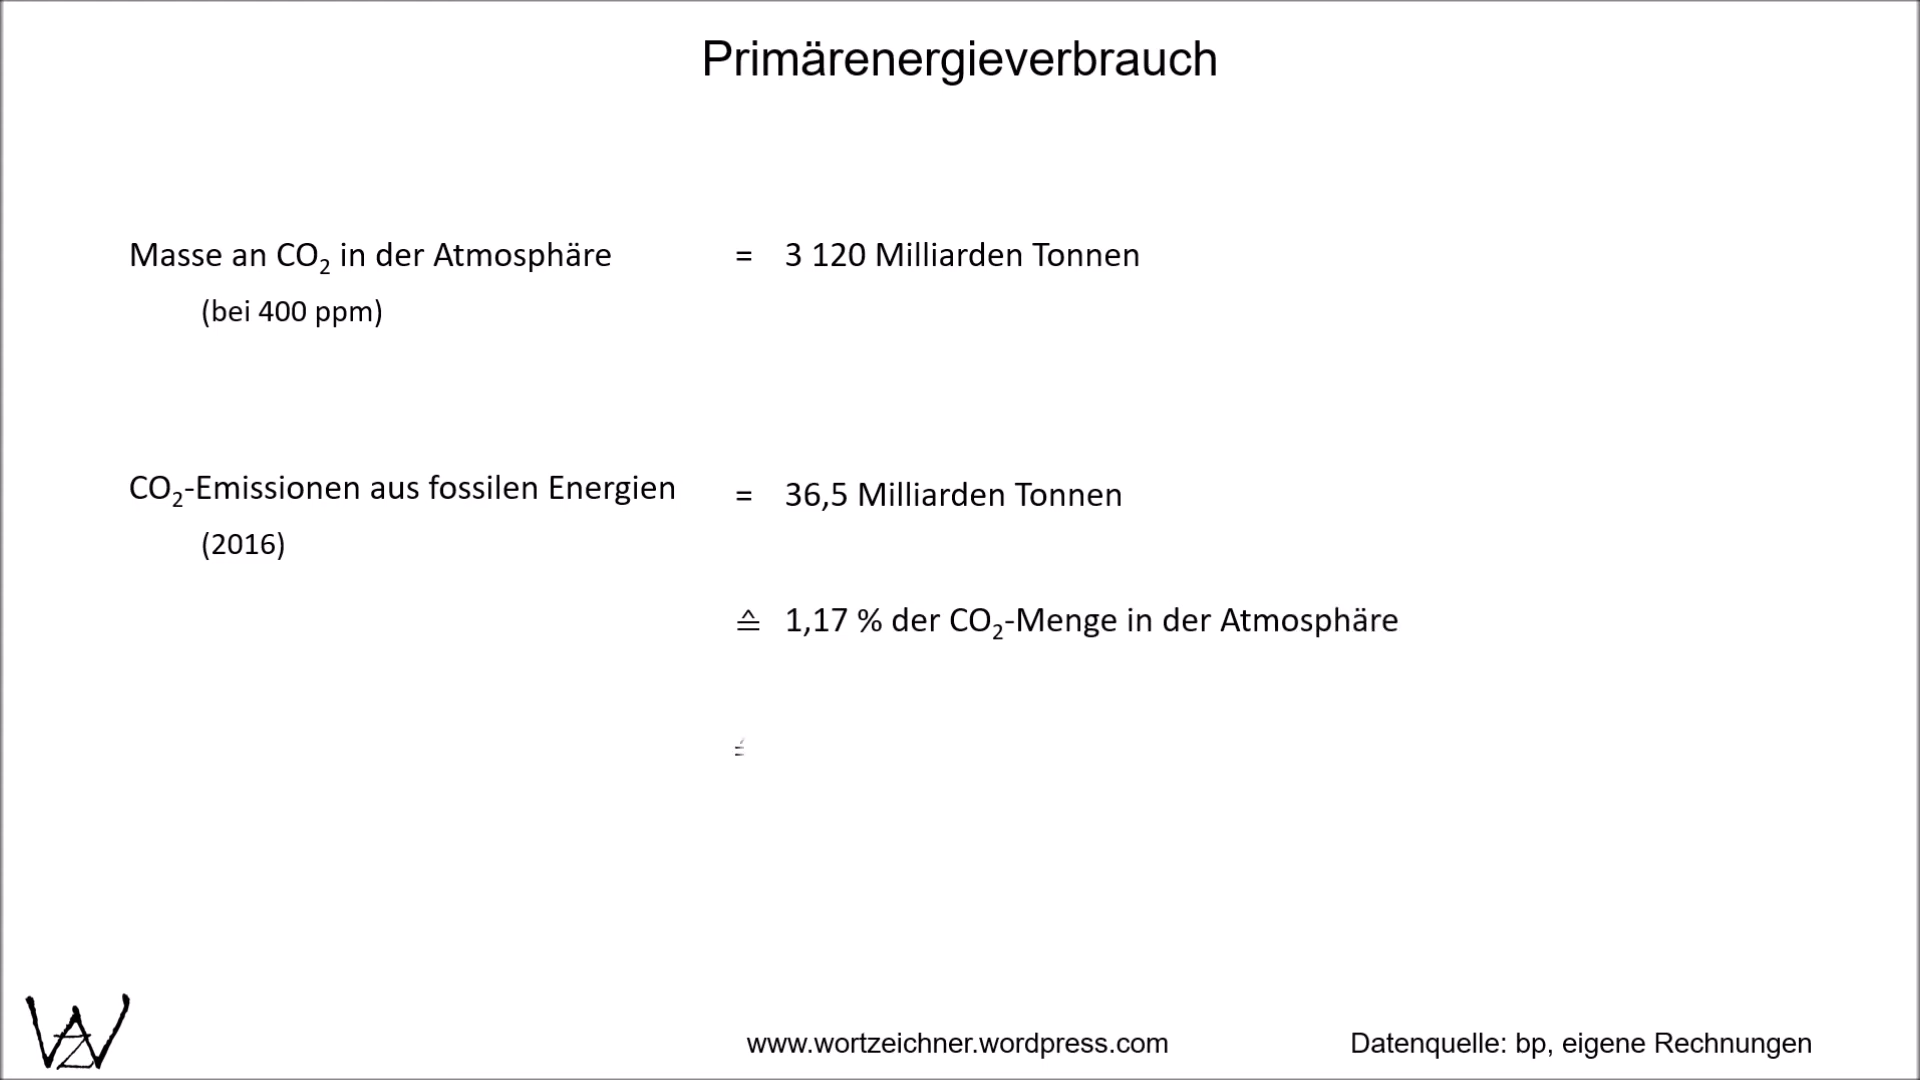 Primärenergieverbrauch
Masse an CO₂ in der Atmosphäre = 3 120 Milliarden Tonnen
(bei 400 ppm)
CO₂-Emissionen aus fossilen Energien = 36,5 Milliarden Tonnen
(2016)
≙ 1,17 % der CO₂-Menge in der Atmosphäre
www.wortzeichner.wordpress.com Datenquelle: bp, eigene Rechnungen